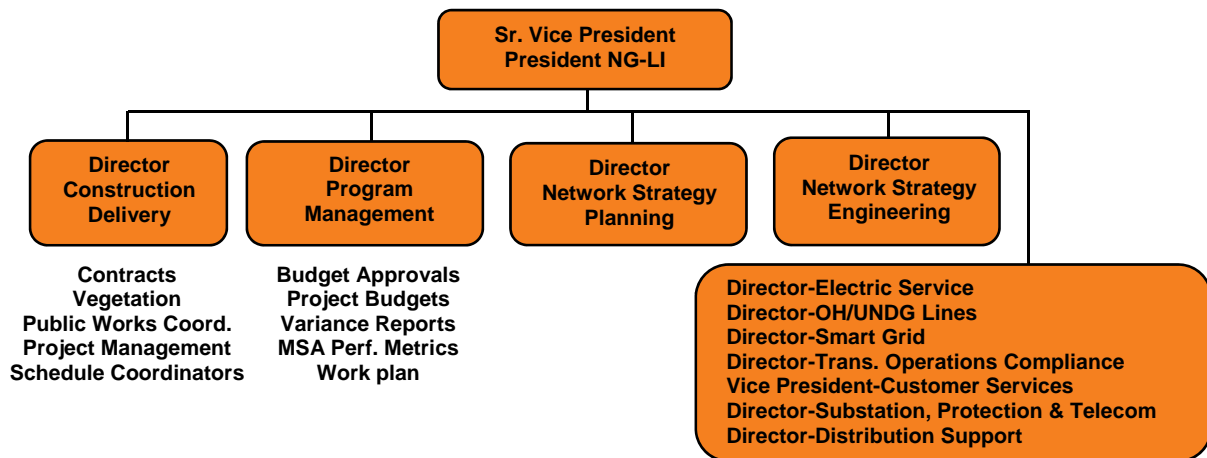 Sr. Vice President
President NG-LI
Director
Construction
Delivery
Director
Program
Management
Director
Network Strategy
Planning
Director
Network Strategy
Engineering
Contracts
Vegetation
Public Works Coord.
Project Management
Schedule Coordinators
Budget Approvals
Project Budgets
Variance Reports
MSA Perf. Metrics
Work plan
Director-Electric Service
Director-OH/UNDG Lines
Director-Smart Grid
Director-Trans. Operations Compliance
Vice President-Customer Services
Director-Substation, Protection & Telecom
Director-Distribution Support